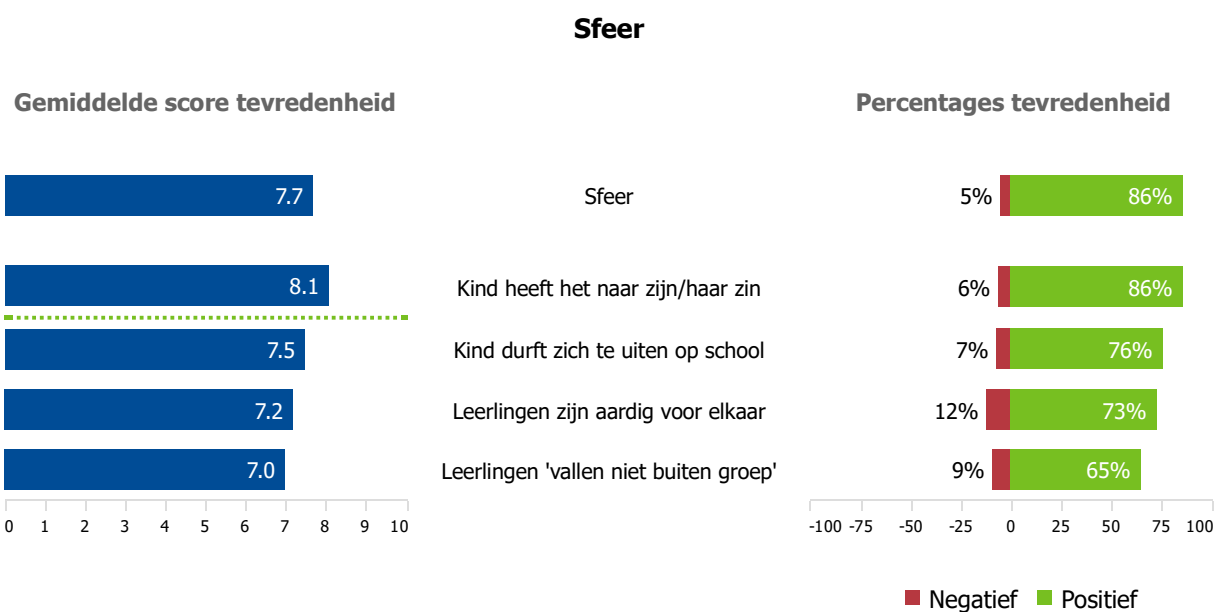 Sfeer
Gemiddelde score tevredenheid
Percentages tevredenheid
7.7 Sfeer 5% 86%
8.1 Kind heeft het naar zijn/haar zin 6% 86%
7.5 Kind durft zich te uiten op school 7% 76%
7.2 Leerlingen zijn aardig voor elkaar 12% 73%
7.0 Leerlingen 'vallen niet buiten groep' 9% 65%
0 1 2 3 4 5 6 7 8 9 10
-100 -75 -50 -25 0 25 50 75 100
Negatief Positief